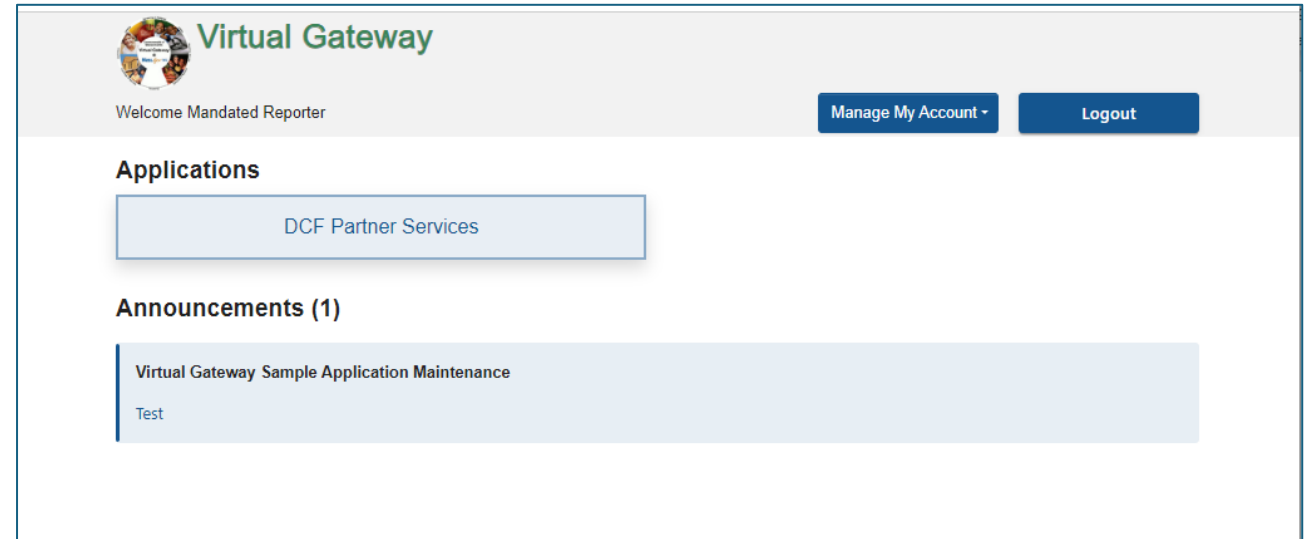 Virtual Gateway
Welcome Mandated Reporter
Manage My Account
Logout
Applications
DCF Partner Services
Announcements (1)
Virtual Gateway Sample Application Maintenance
Test